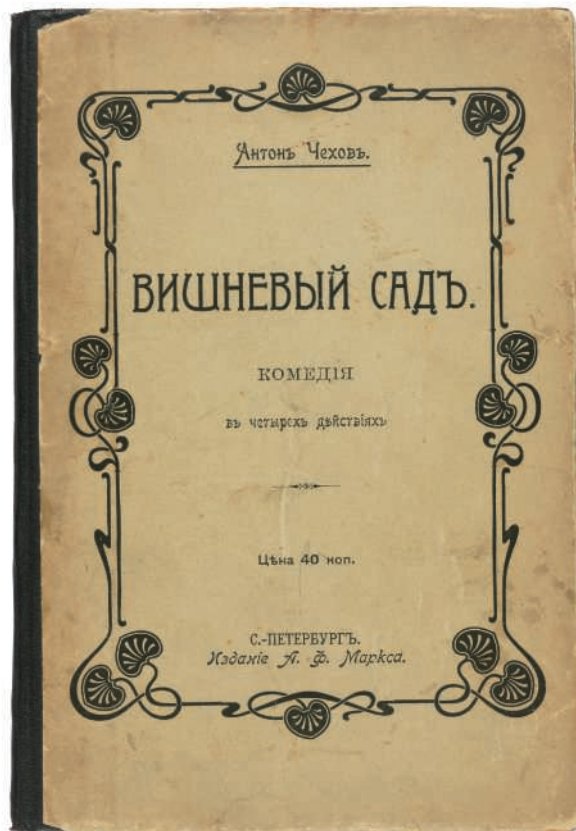 Антонъ Чеховъ.
ВИШНЕВЫЙ САДЪ.
КОМЕДІЯ
въ четырехъ дѣйствіяхъ
Цѣна 40 коп.
С.-ПЕТЕРБУРГЪ.
Изданіе А. Ф. Маркса.